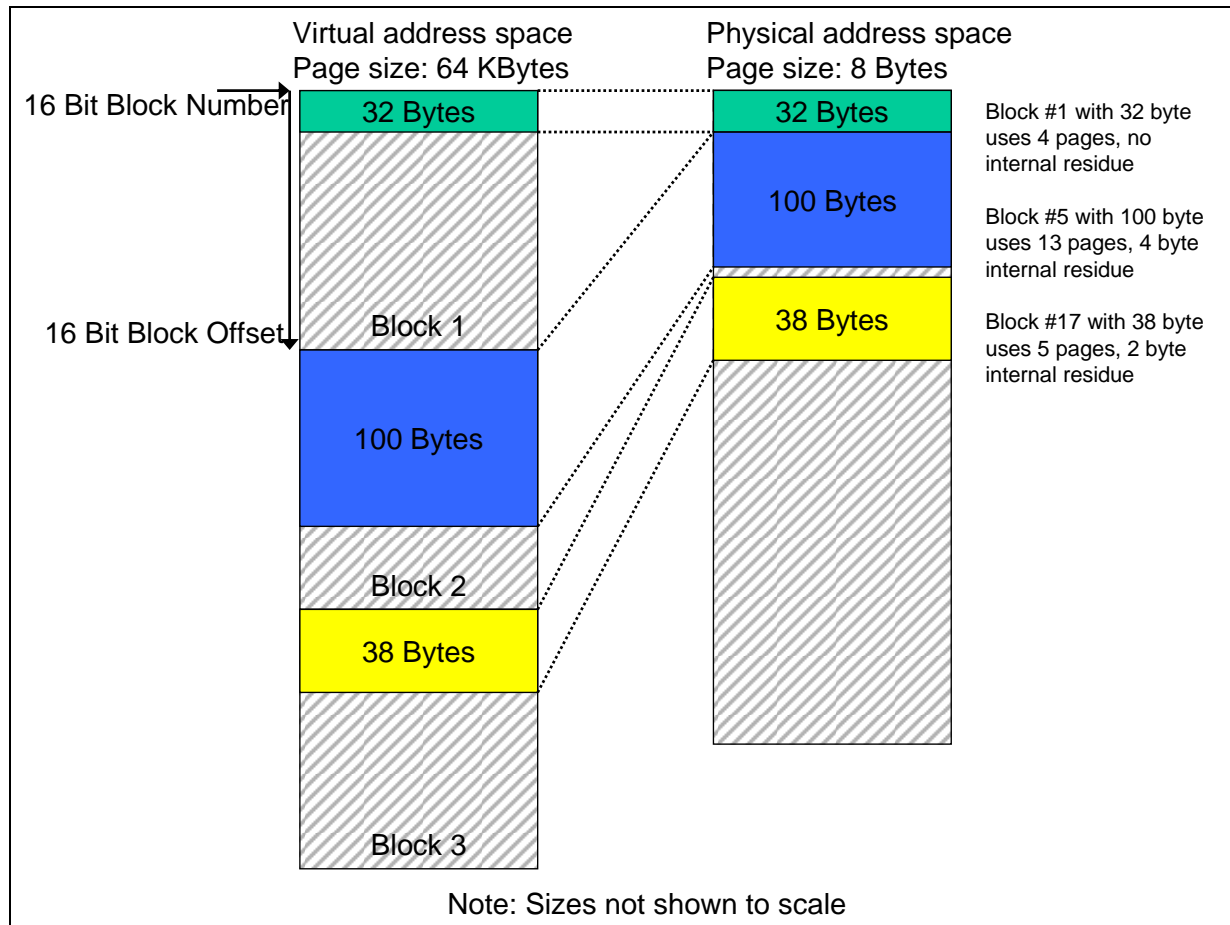 Virtual address space
Page size: 64 KBytes
Physical address space
Page size: 8 Bytes
16 Bit Block Number
32 Bytes
32 Bytes
Block #1 with 32 byte
uses 4 pages, no
internal residue
100 Bytes
Block #5 with 100 byte
uses 13 pages, 4 byte
internal residue
16 Bit Block Offset
Block 1
38 Bytes
Block #17 with 38 byte
uses 5 pages, 2 byte
internal residue
100 Bytes
Block 2
38 Bytes
Block 3
Note: Sizes not shown to scale